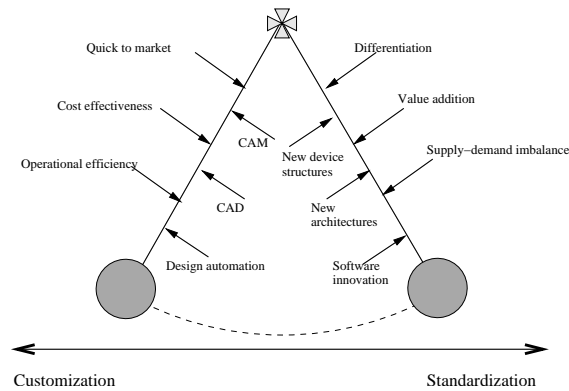 Quick to market
Differentiation
Cost effectiveness
Value addition
CAM
New device
structures
Supply-demand imbalance
Operational efficiency
CAD
New
architectures
Design automation
Software
innovation
Customization
Standardization